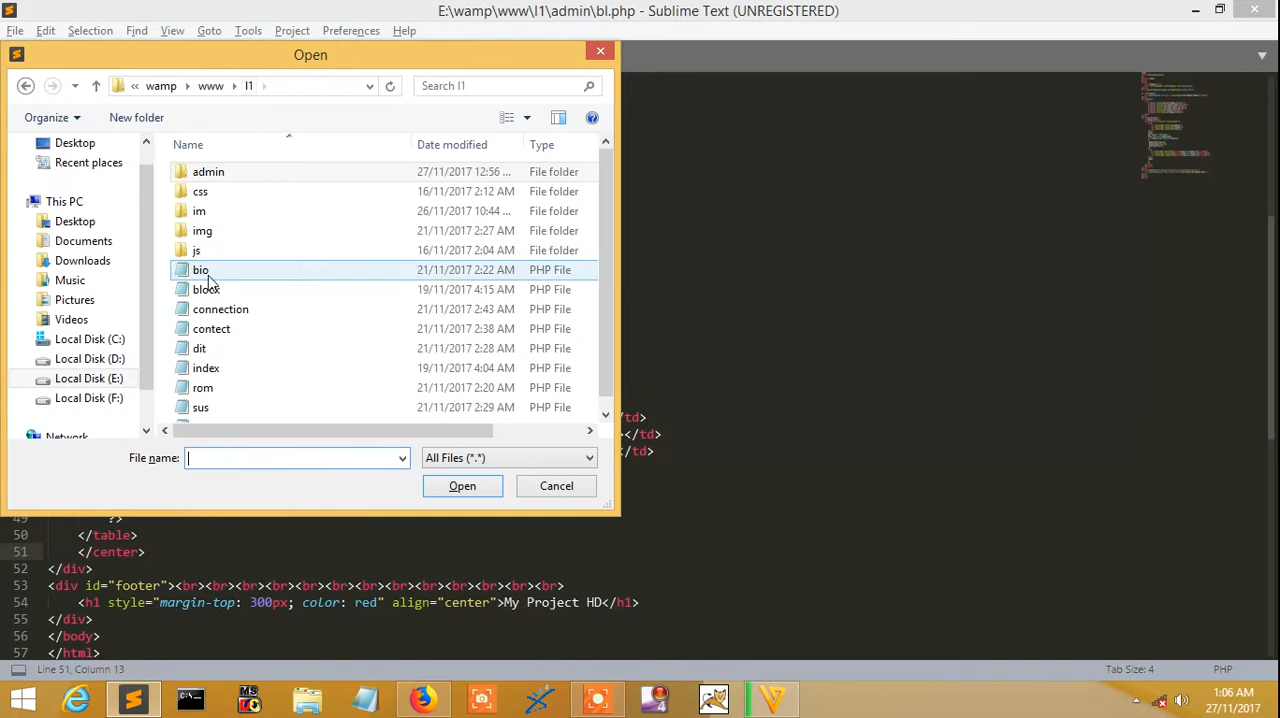 E:\wamp\www\l1\admin\bl.php - Sublime Text (UNREGISTERED)
File Edit Selection Find View Goto Tools Project Preferences Help
Open
« wamp www l1 Search l1
Organize New folder
Name Date modified Type
Desktop
Recent places
This PC
Desktop
Documents
Downloads
Music
Pictures
Videos
Local Disk (C:)
Local Disk (D:)
Local Disk (E:)
Local Disk (F:)
Network
admin 27/11/2017 12:56 ... File folder
css 16/11/2017 2:12 AM File folder
im 26/11/2017 10:44 ... File folder
img 21/11/2017 2:27 AM File folder
js 16/11/2017 2:04 AM File folder
bio 21/11/2017 2:22 AM PHP File
block 19/11/2017 4:15 AM PHP File
connection 21/11/2017 2:43 AM PHP File
contect 21/11/2017 2:38 AM PHP File
dit 21/11/2017 2:28 AM PHP File
index 19/11/2017 4:04 AM PHP File
rom 21/11/2017 2:20 AM PHP File
sus 21/11/2017 2:29 AM PHP File
File name: All Files (*.*)
Open Cancel
/td>
></td>
</td>
49 ?>
50 </table>
51 </center>
52 </div>
53 <div id="footer"><br><br><br><br><br><br><br><br><br><br><br><br>
54 <h1 style="margin-top: 300px; color: red" align="center">My Project HD</h1>
55 </div>
56 </body>
57 </html>
Line 51, Column 13 Tab Size: 4 PHP
1:06 AM
27/11/2017